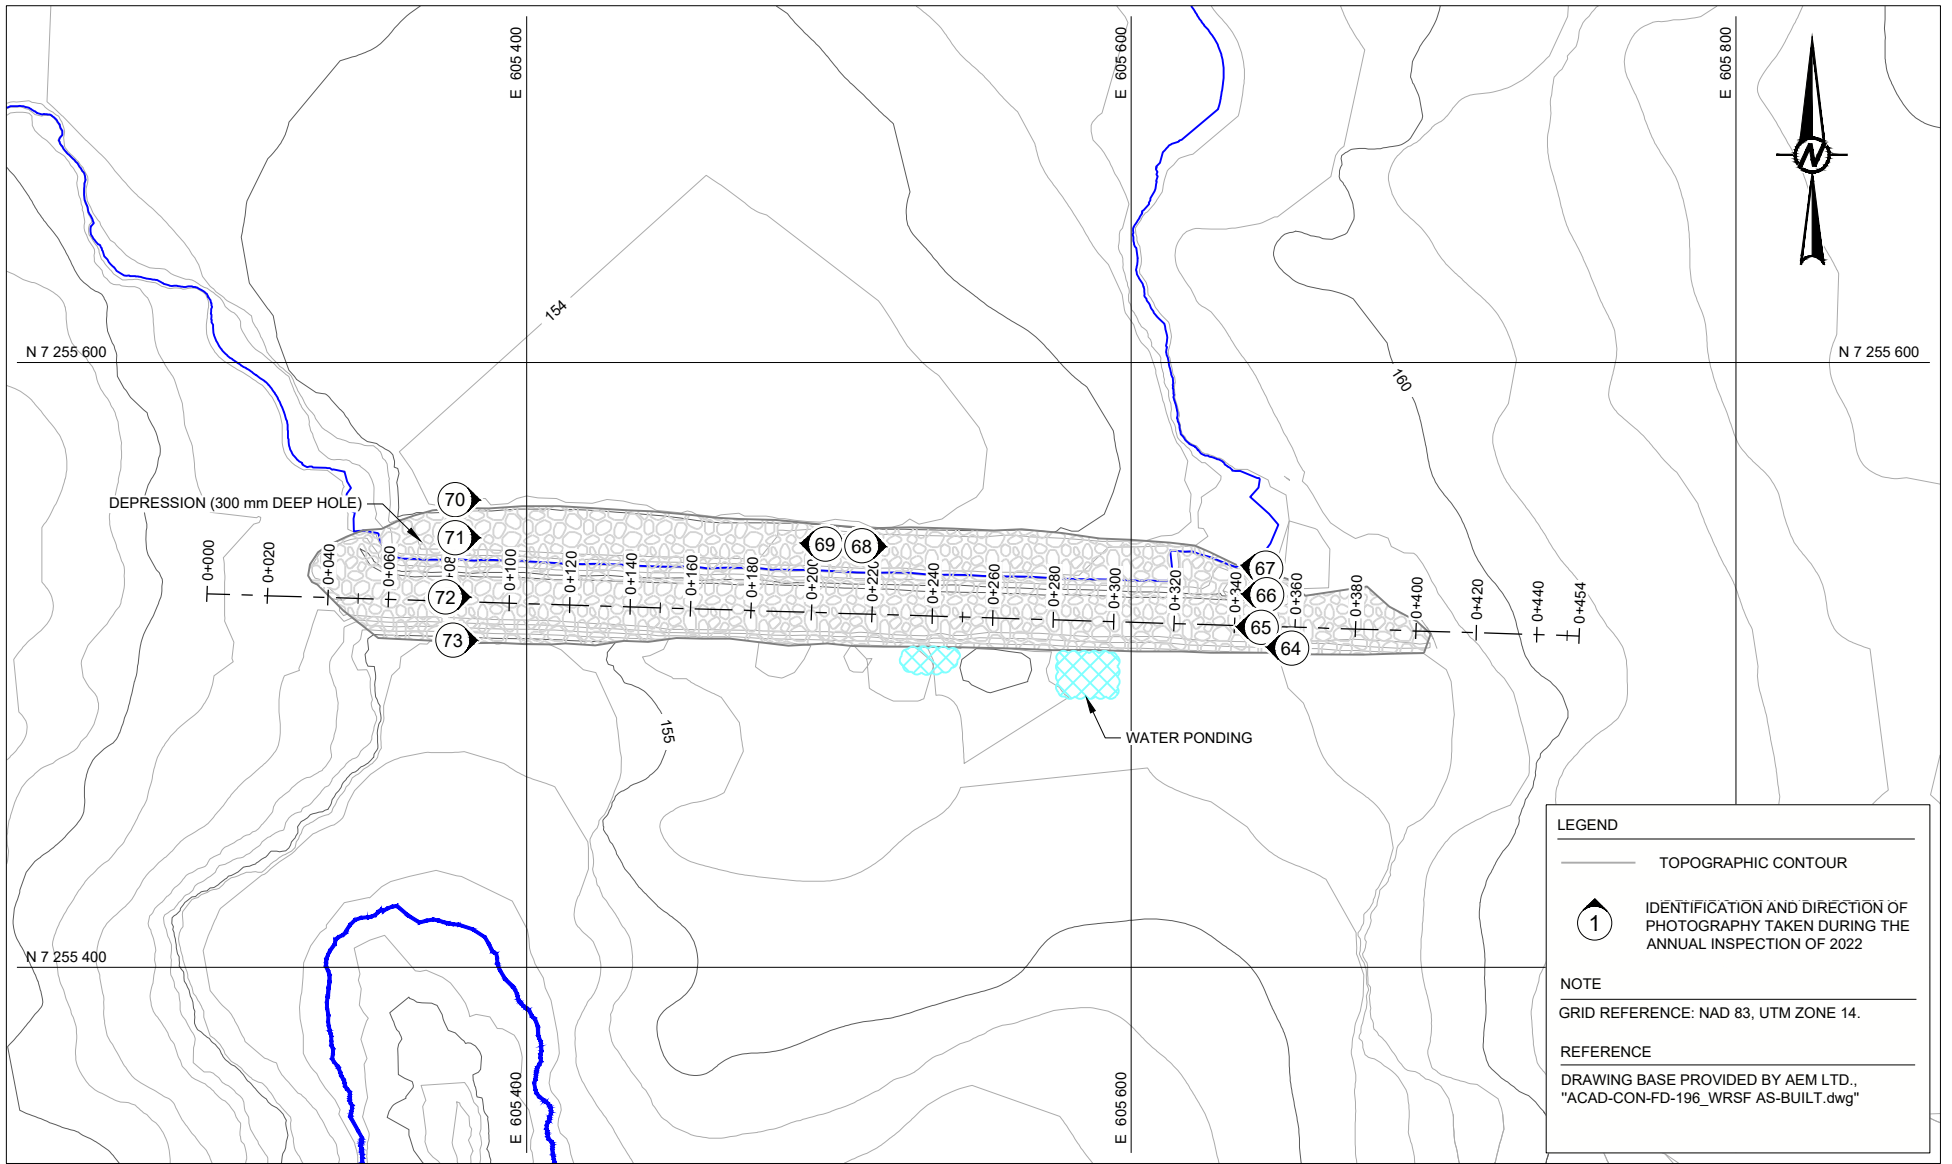 E 605 400
E 605 600
E 605 800
N
154
N 7 255 600
N 7 255 600
160
DEPRESSION (300 mm DEEP HOLE)
70
71
69
68
67
66
65
64
72
73
0+000
0+020
0+040
0+060
0+08
0+100
0+120
0+140
0+160
0+180
0+200
0+220
0+240
0+260
0+280
0+300
0+320
0+340
0+360
0+380
0+400
0+420
0+440
0+454
155
WATER PONDING
N 7 255 400
E 605 400
E 605 600
LEGEND
TOPOGRAPHIC CONTOUR
1
IDENTIFICATION AND DIRECTION OF
PHOTOGRAPHY TAKEN DURING THE
ANNUAL INSPECTION OF 2022
NOTE
GRID REFERENCE: NAD 83, UTM ZONE 14.
REFERENCE
DRAWING BASE PROVIDED BY AEM LTD.,
"ACAD-CON-FD-196_WRSF AS-BUILT.dwg"